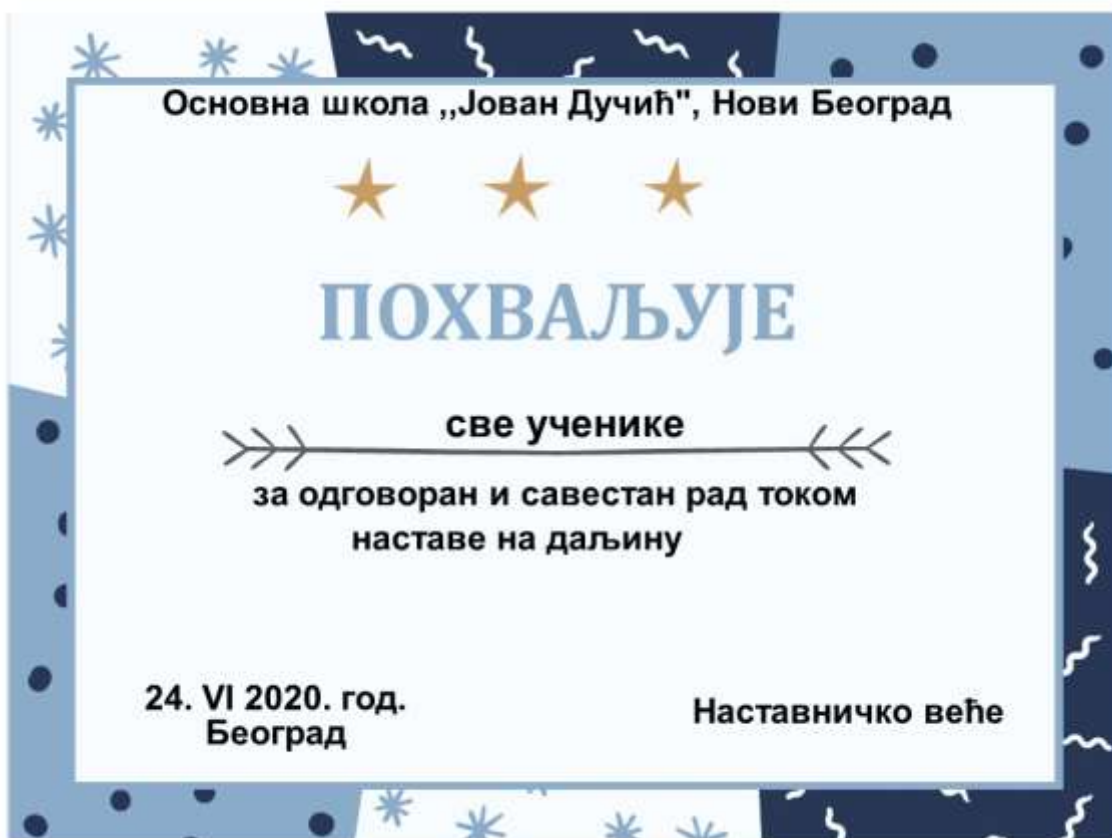 Основна школа ,,Јован Дучић", Нови Београд
ПОХВАЉУЈЕ
све ученике
за одговоран и савестан рад током
наставе на даљину
24. VI 2020. год.
Београд
Наставничко веће